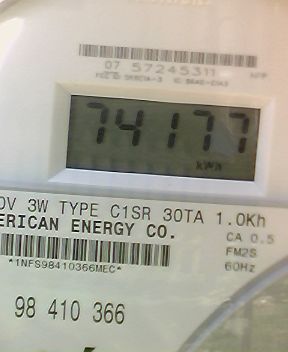 07 57245311
74177
kWh
0V 3W TYPE C1SR 30TA 1.0Kh
ERICAN ENERGY CO.
CA 0.5
FM2S
60Hz
*1NFS98410366MEC*
98 410 366